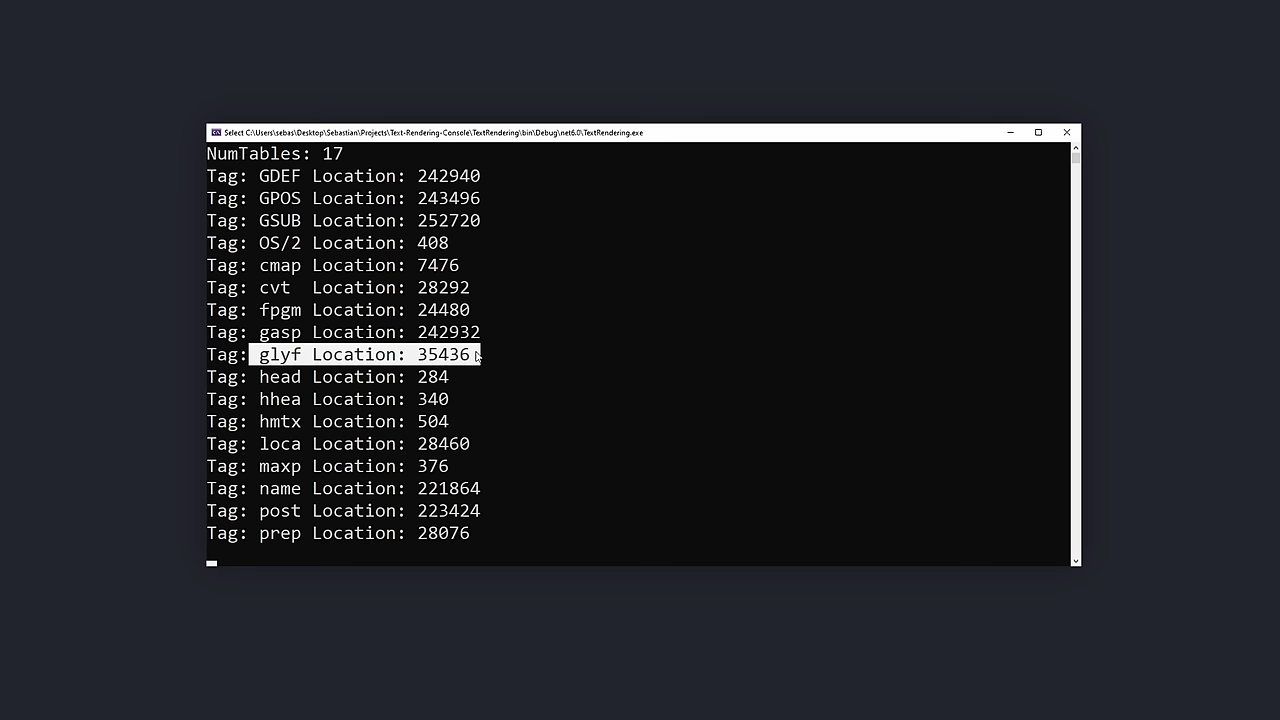 Select C:\Users\sebas\Desktop\Sebastian\Projects\Text-Rendering-Console\TextRendering\bin\Debug\net6.0\TextRendering.exe
NumTables: 17
Tag: GDEF Location: 242940
Tag: GPOS Location: 243496
Tag: GSUB Location: 252720
Tag: OS/2 Location: 408
Tag: cmap Location: 7476
Tag: cvt  Location: 28292
Tag: fpgm Location: 24480
Tag: gasp Location: 242932
Tag: glyf Location: 35436
Tag: head Location: 284
Tag: hhea Location: 340
Tag: hmtx Location: 504
Tag: loca Location: 28460
Tag: maxp Location: 376
Tag: name Location: 221864
Tag: post Location: 223424
Tag: prep Location: 28076